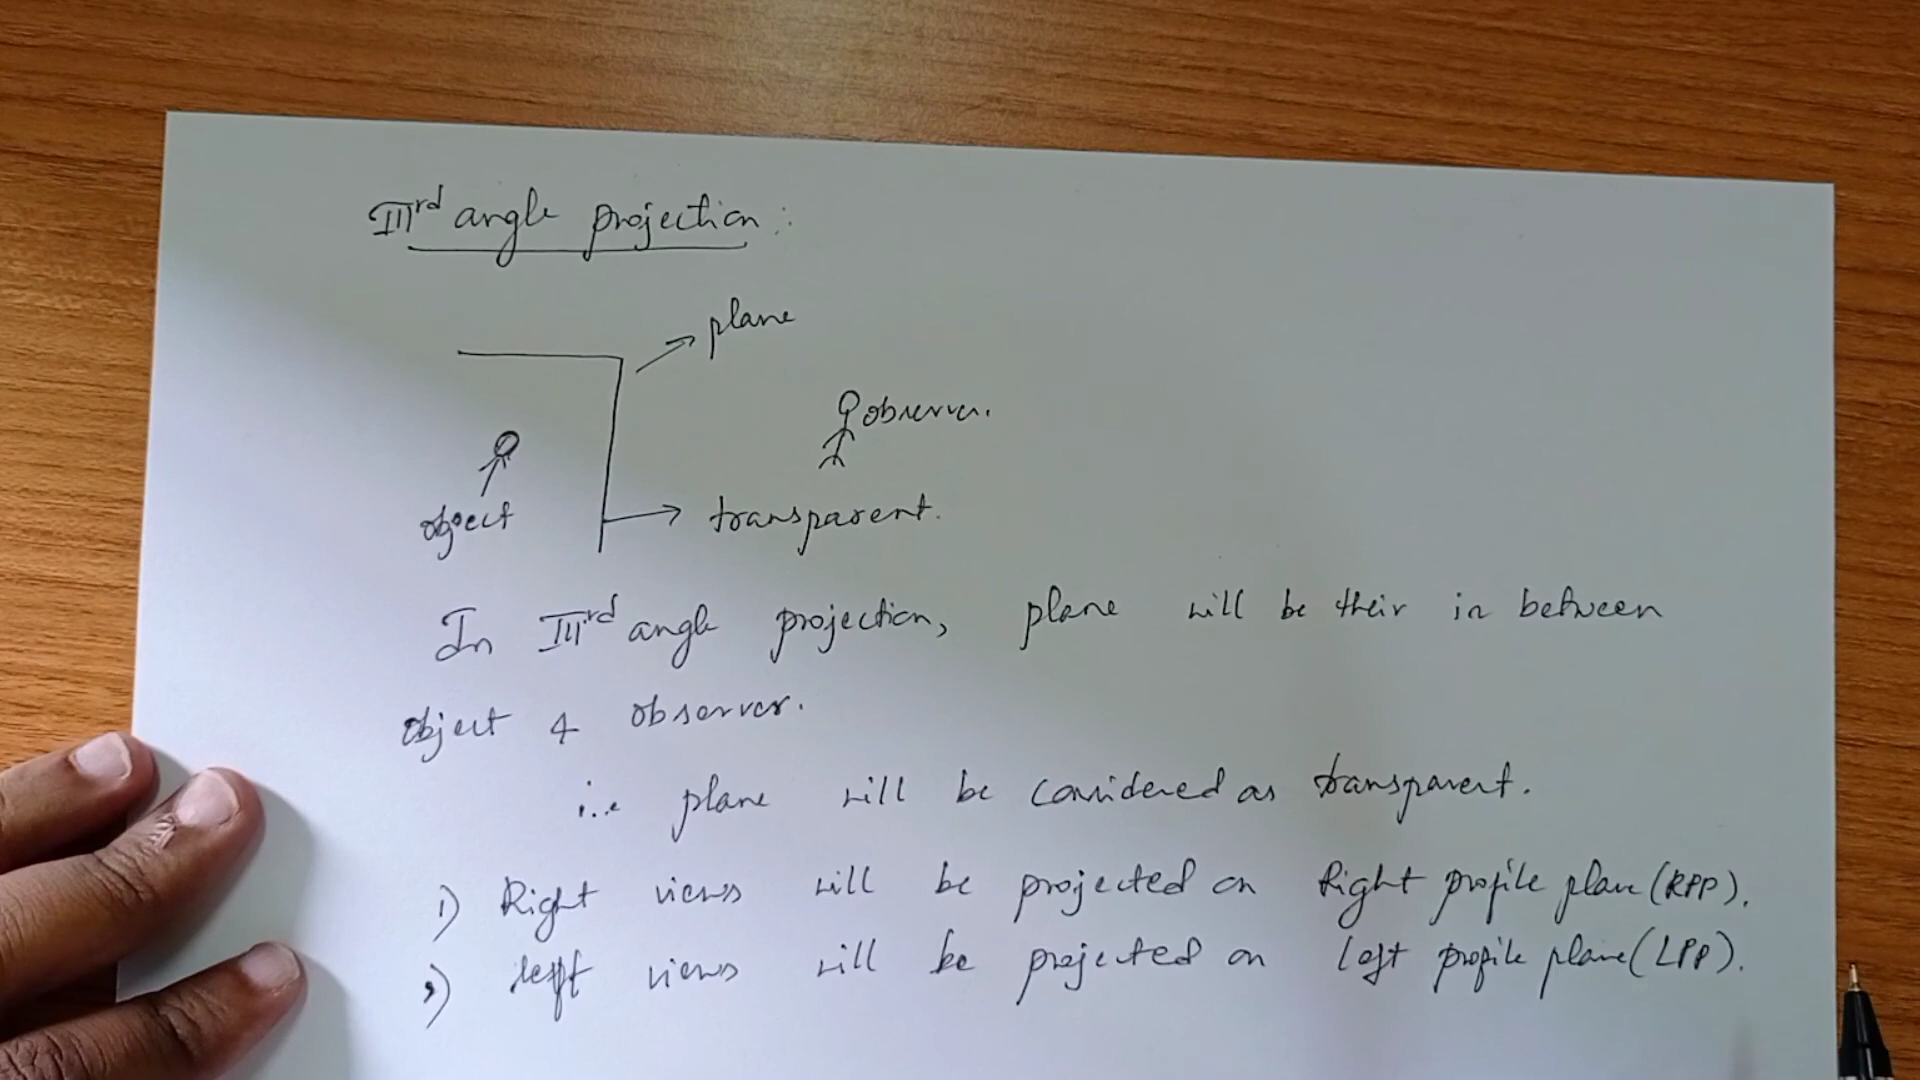 IIIrd angle projection:
plane
observer.
object
transparent.
In IIIrd angle projection, plane will be their in between
object & observer.
i.e plane will be considered as transparent.
1) Right views will be projected on Right profile plane (RPP).
2) left views will be projected on left profile plane (LPP).